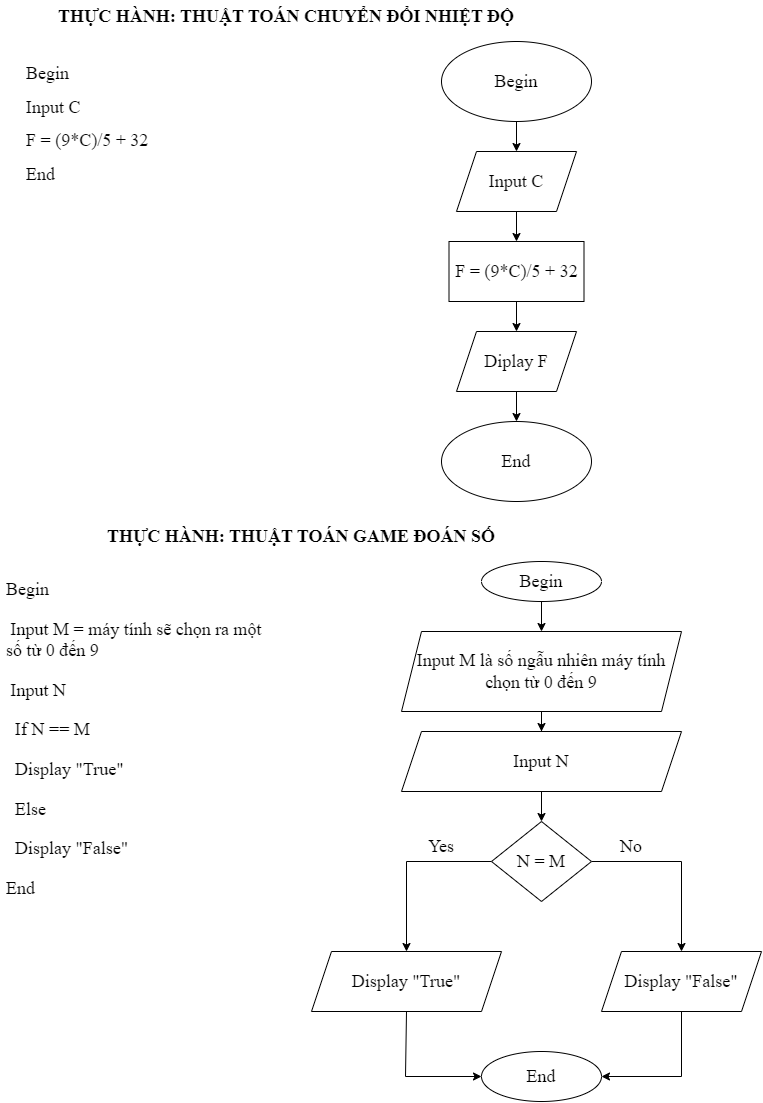 THỰC HÀNH: THUẬT TOÁN CHUYỂN ĐỔI NHIỆT ĐỘ
Begin
Input C
F = (9*C)/5 + 32
End
Begin
Input C
F = (9*C)/5 + 32
Diplay F
End
THỰC HÀNH: THUẬT TOÁN GAME ĐOÁN SỐ
Begin
Input M = máy tính sẽ chọn ra một
số từ 0 đến 9
Input N
If N == M
Display "True"
Else
Display "False"
End
Begin
Input M là số ngẫu nhiên máy tính
chọn từ 0 đến 9
Input N
N = M
Yes
No
Display "True"
Display "False"
End